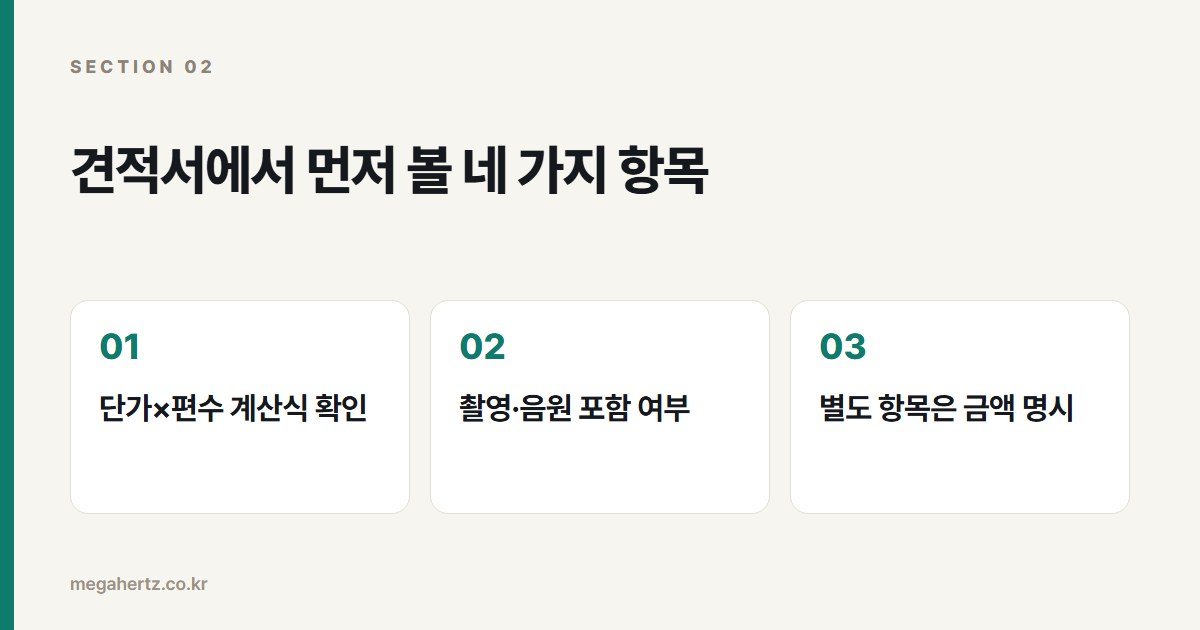 SECTION 02
견적서에서 먼저 볼 네 가지 항목
01
단가×편수 계산식 확인
02
촬영·음원 포함 여부
03
별도 항목은 금액 명시
megahertz.co.kr